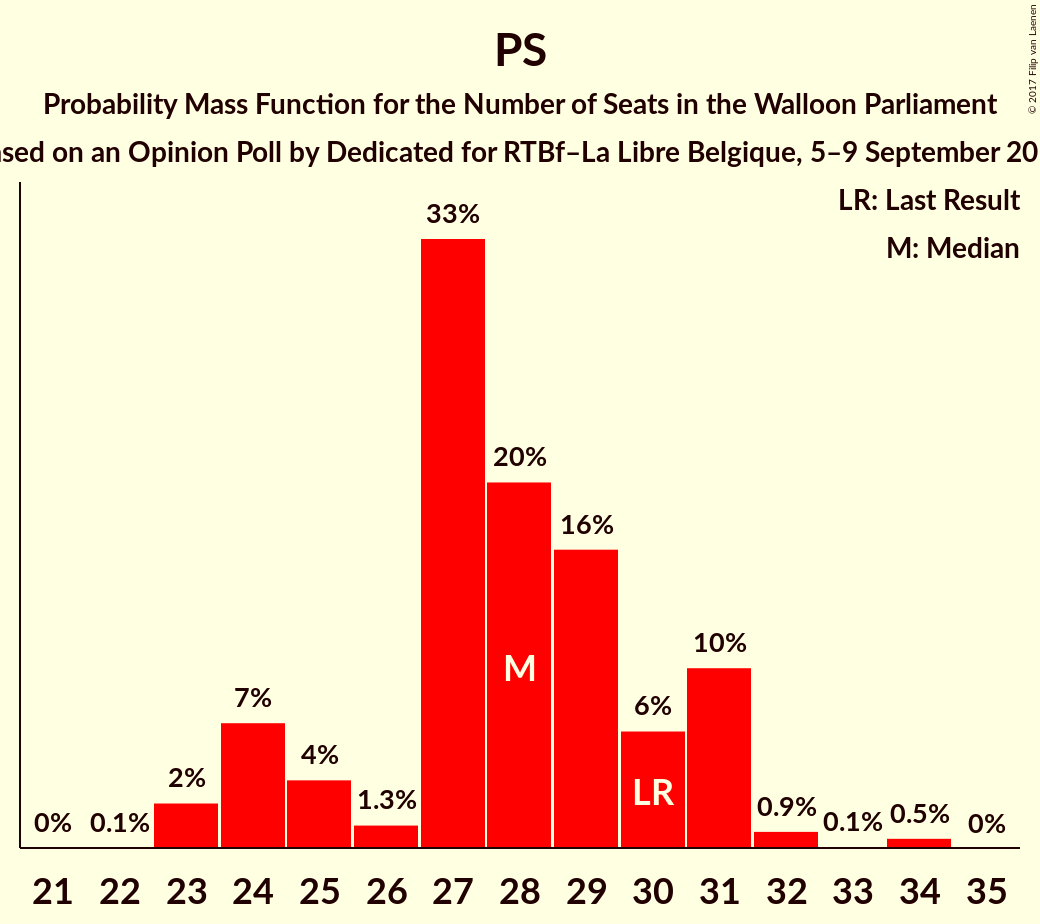 PS
Probability Mass Function for the Number of Seats in the Walloon Parliament
on an Opinion Poll by Dedicated for RTBf–La Libre Belgique, 5–9 September
LR: Last Result
M: Median
33%
20%
16%
10%
7%
6%
4%
2%
1.3%
0.9%
0.5%
0%
0.1%
0.1%
0%
M
LR
21 22 23 24 25 26 27 28 29 30 31 32 33 34 35
© 2017 Filip van Laenen